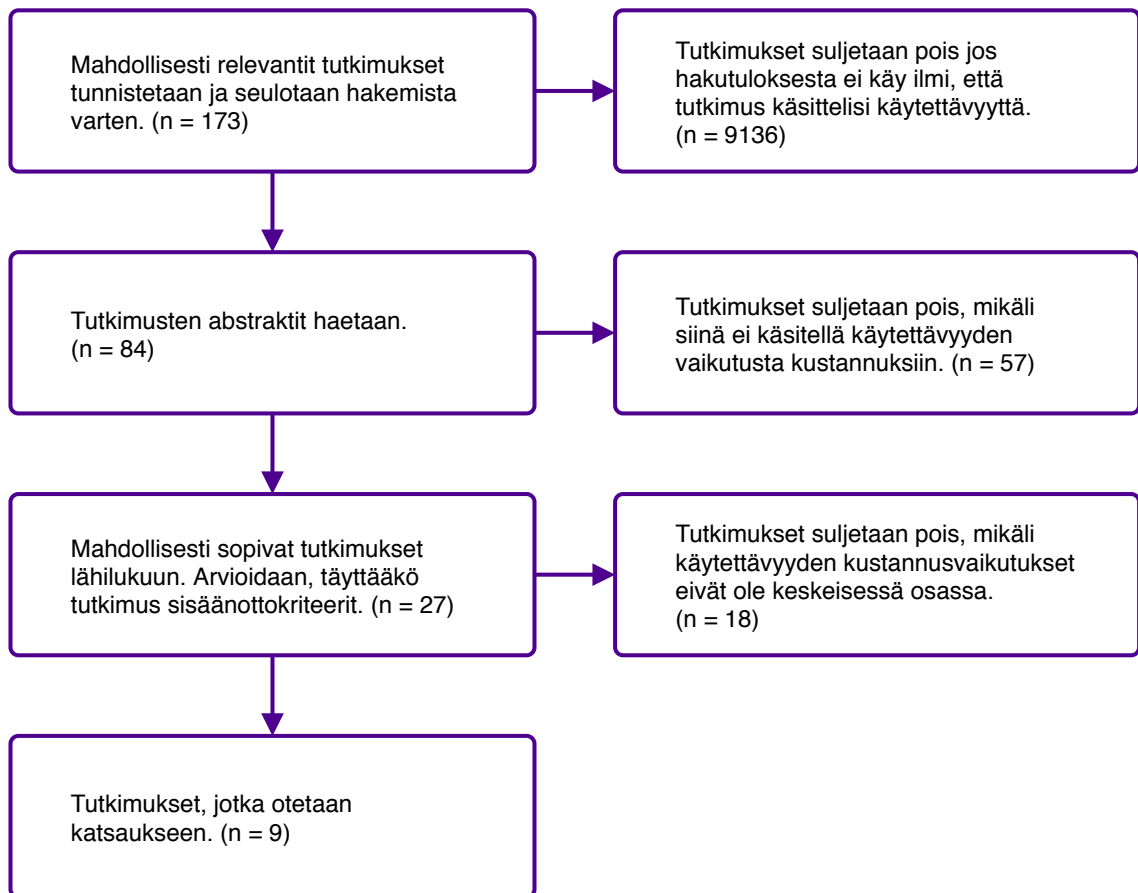 Mahdollisesti relevantit tutkimukset
tunnistetaan ja seulotaan hakemista
varten. (n = 173)
Tutkimukset suljetaan pois jos
hakutuloksesta ei käy ilmi, että
tutkimus käsittelisi käytettävyyttä.
(n = 9136)
Tutkimusten abstraktit haetaan.
(n = 84)
Tutkimukset suljetaan pois, mikäli
siinä ei käsitellä käytettävyyden
vaikutusta kustannuksiin. (n = 57)
Mahdollisesti sopivat tutkimukset
lähilukuun. Arvioidaan, täyttääkö
tutkimus sisäänottokriteerit. (n = 27)
Tutkimukset suljetaan pois, mikäli
käytettävyyden kustannusvaikutukset
eivät ole keskeisessä osassa.
(n = 18)
Tutkimukset, jotka otetaan
katsaukseen. (n = 9)